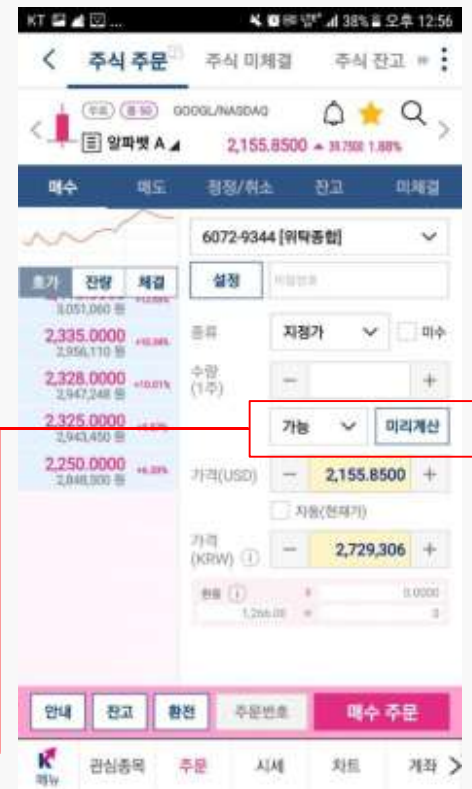 KT ... 38% 오후 12:56
주식 주문 주식 미체결 주식 잔고
GOOGL/NASDAQ
알파벳 A 2,155.8500 1.88%
매수 매도 정정/취소 잔고 미체결
6072-9344 [위탁종합]
호가 잔량 체결 설정 비밀번호
3,051,060 원
2,335.0000
2,956,110 원
종류 지정가 미수
2,328.0000 +10.01%
2,947,248 원
수량
(1주) - +
2,325.0000
2,943,450 원
가능 미리계산
2,250.0000
2,848,500 원
가격(USD) - 2,155.8500 +
자동(현재가)
가격
(KRW) - 2,729,306 +
환율 0.0000
안내 잔고 환전 주문번호 매수 주문
메뉴 관심종목 주문 시세 차트 계좌